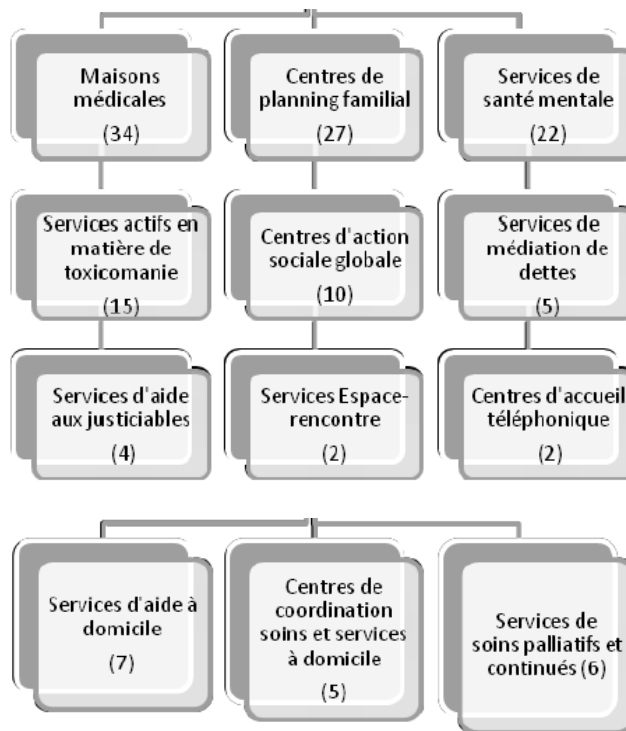 Maisons
médicales
(34)
Centres de
planning familial
(27)
Services de
santé mentale
(22)
Services actifs en
matière de
toxicomanie
(15)
Centres d'action
sociale globale
(10)
Services de
médiation de
dettes
(5)
Services d'aide
aux justiciables
(4)
Services Espace-
rencontre
(2)
Centres d'accueil
téléphonique
(2)
Services d'aide à
domicile
(7)
Centres de
coordination
soins et services
à domicile
(5)
Services de
soins palliatifs et
continués (6)